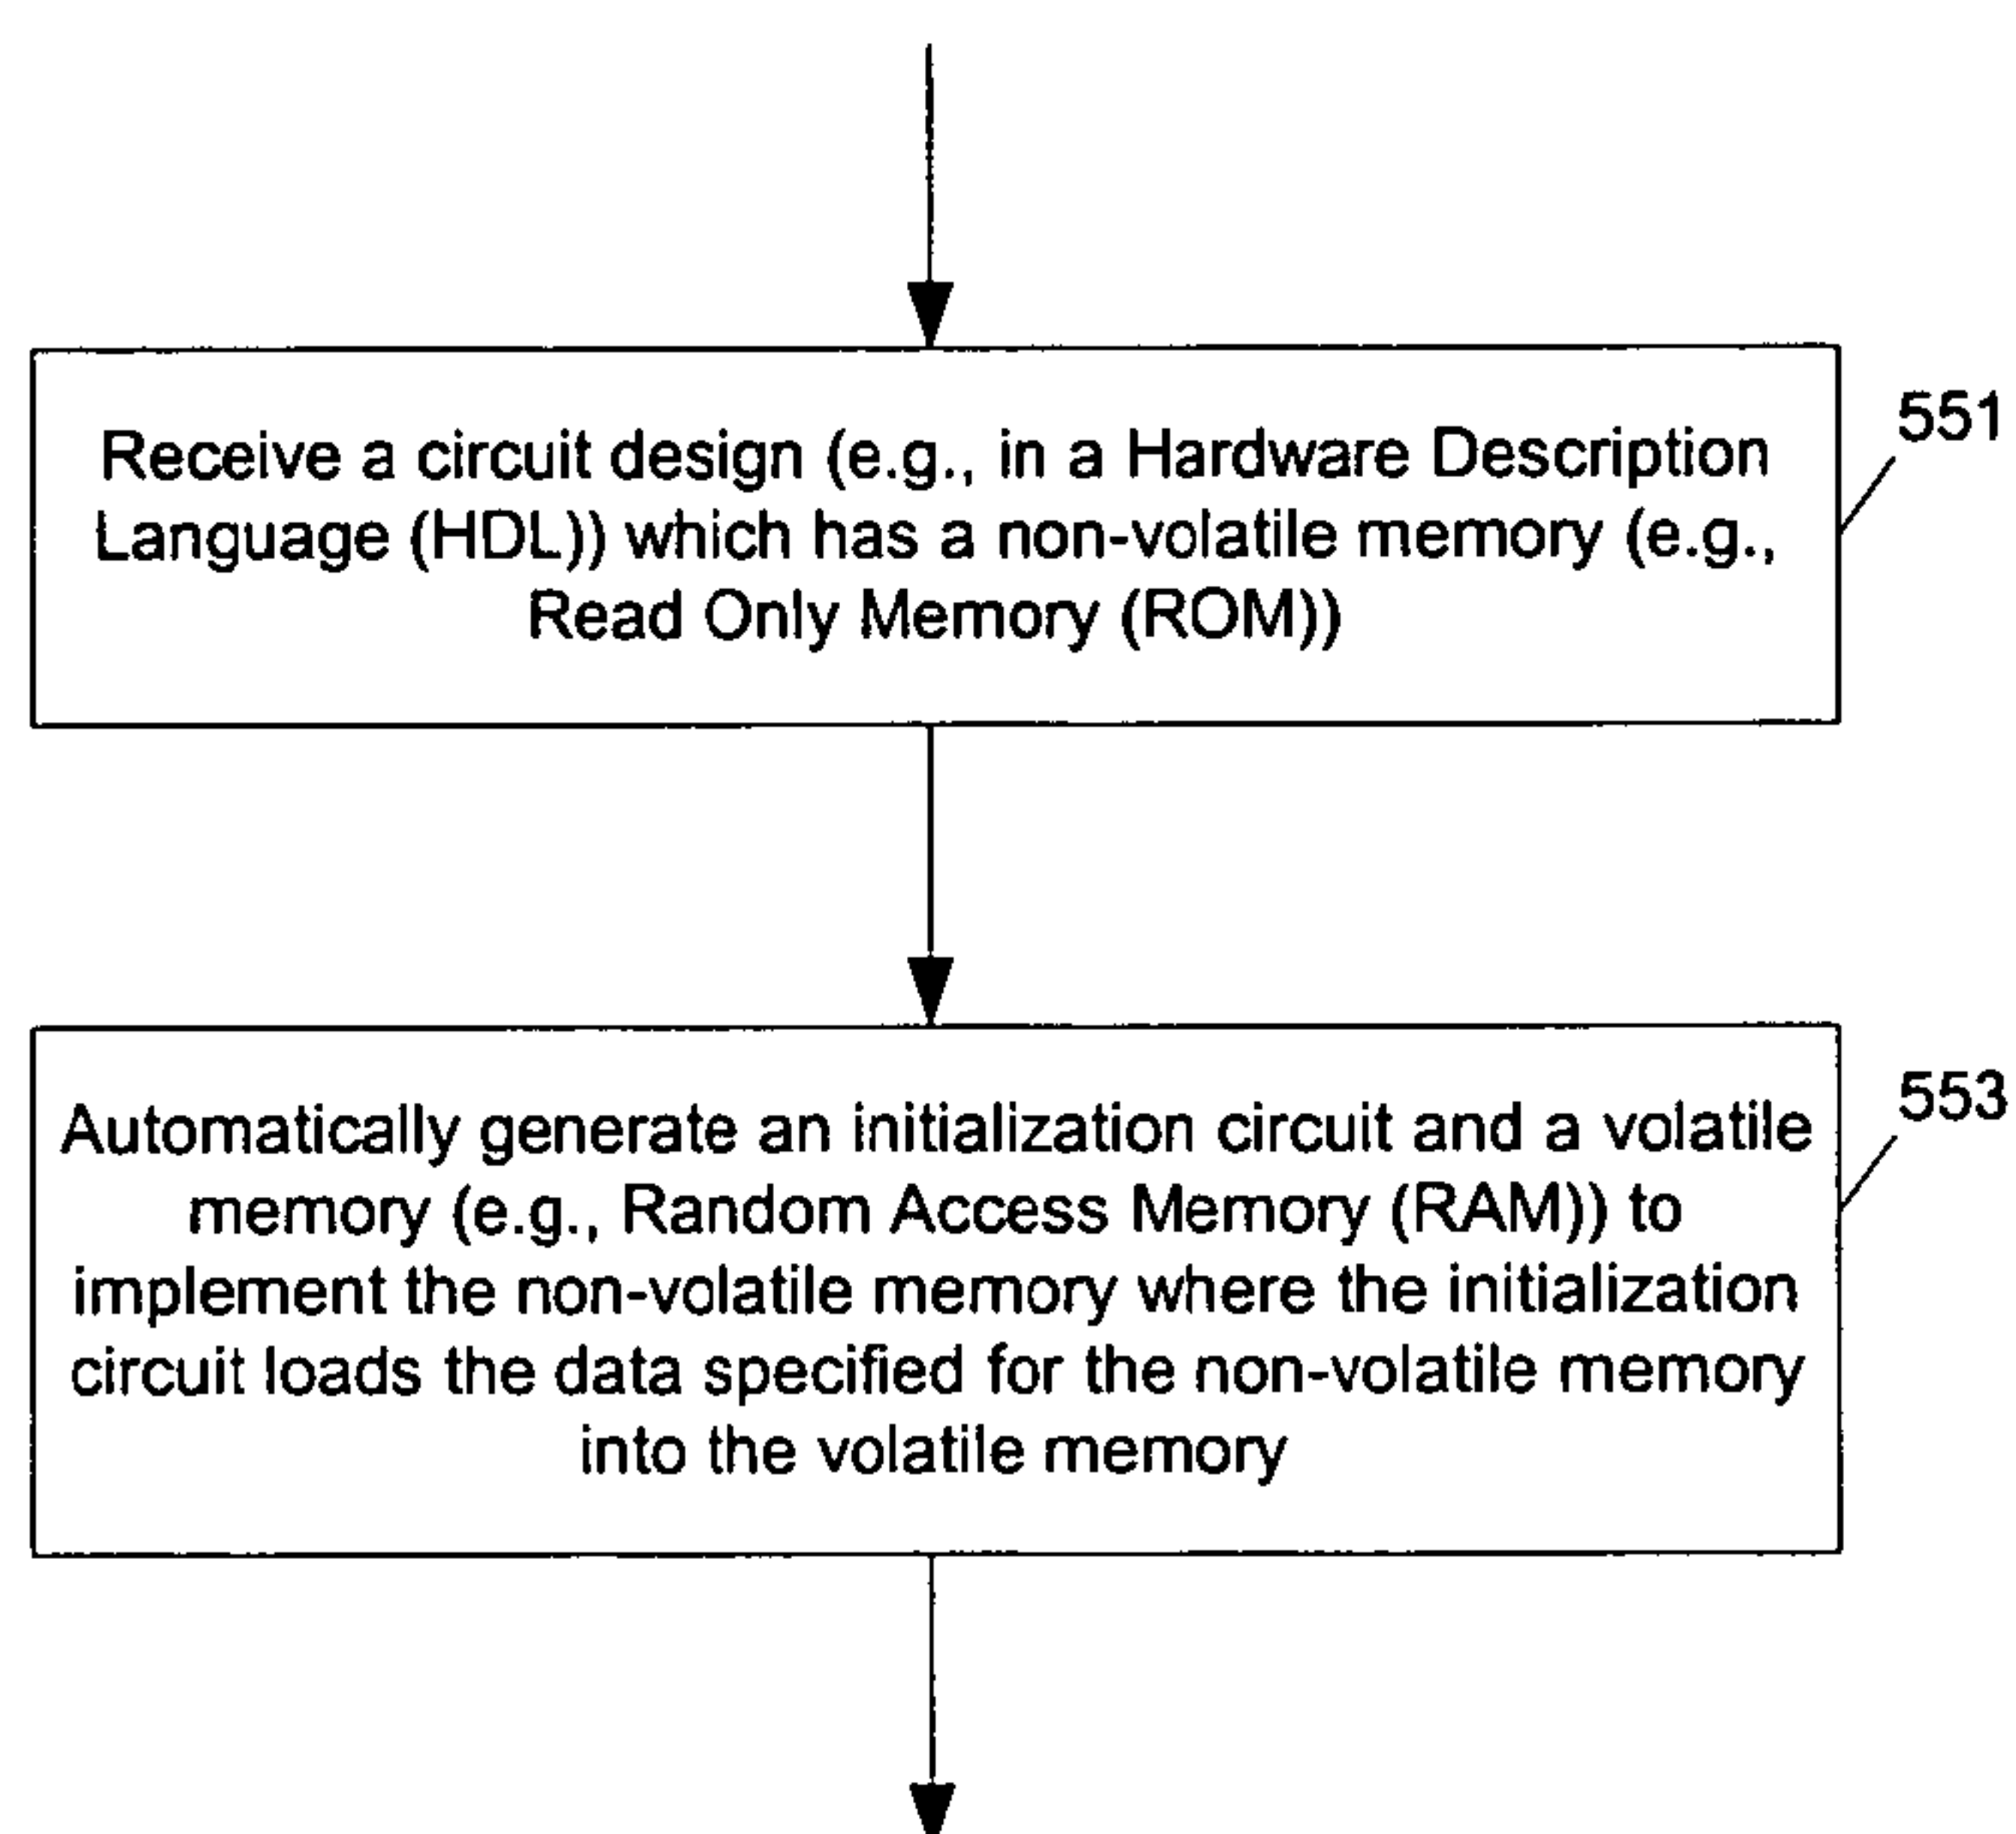 Receive a circuit design (e.g., in a Hardware Description
Language (HDL)) which has a non-volatile memory (e.g.,
Read Only Memory (ROM))
551
Automatically generate an initialization circuit and a volatile
memory (e.g., Random Access Memory (RAM)) to
implement the non-volatile memory where the initialization
circuit loads the data specified for the non-volatile memory
into the volatile memory
553